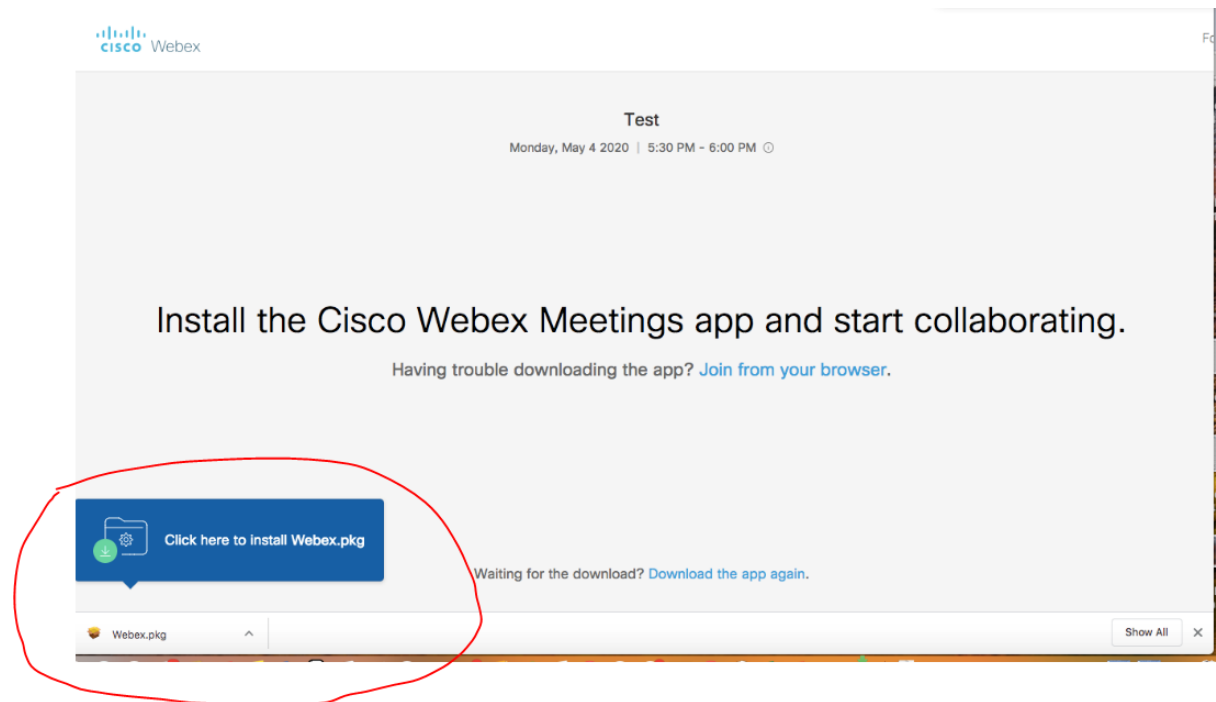 CISCO Webex
Test
Monday, May 4 2020 | 5:30 PM - 6:00 PM
Install the Cisco Webex Meetings app and start collaborating.
Having trouble downloading the app? Join from your browser.
Click here to install Webex.pkg
Waiting for the download? Download the app again.
Webex.pkg
Show All